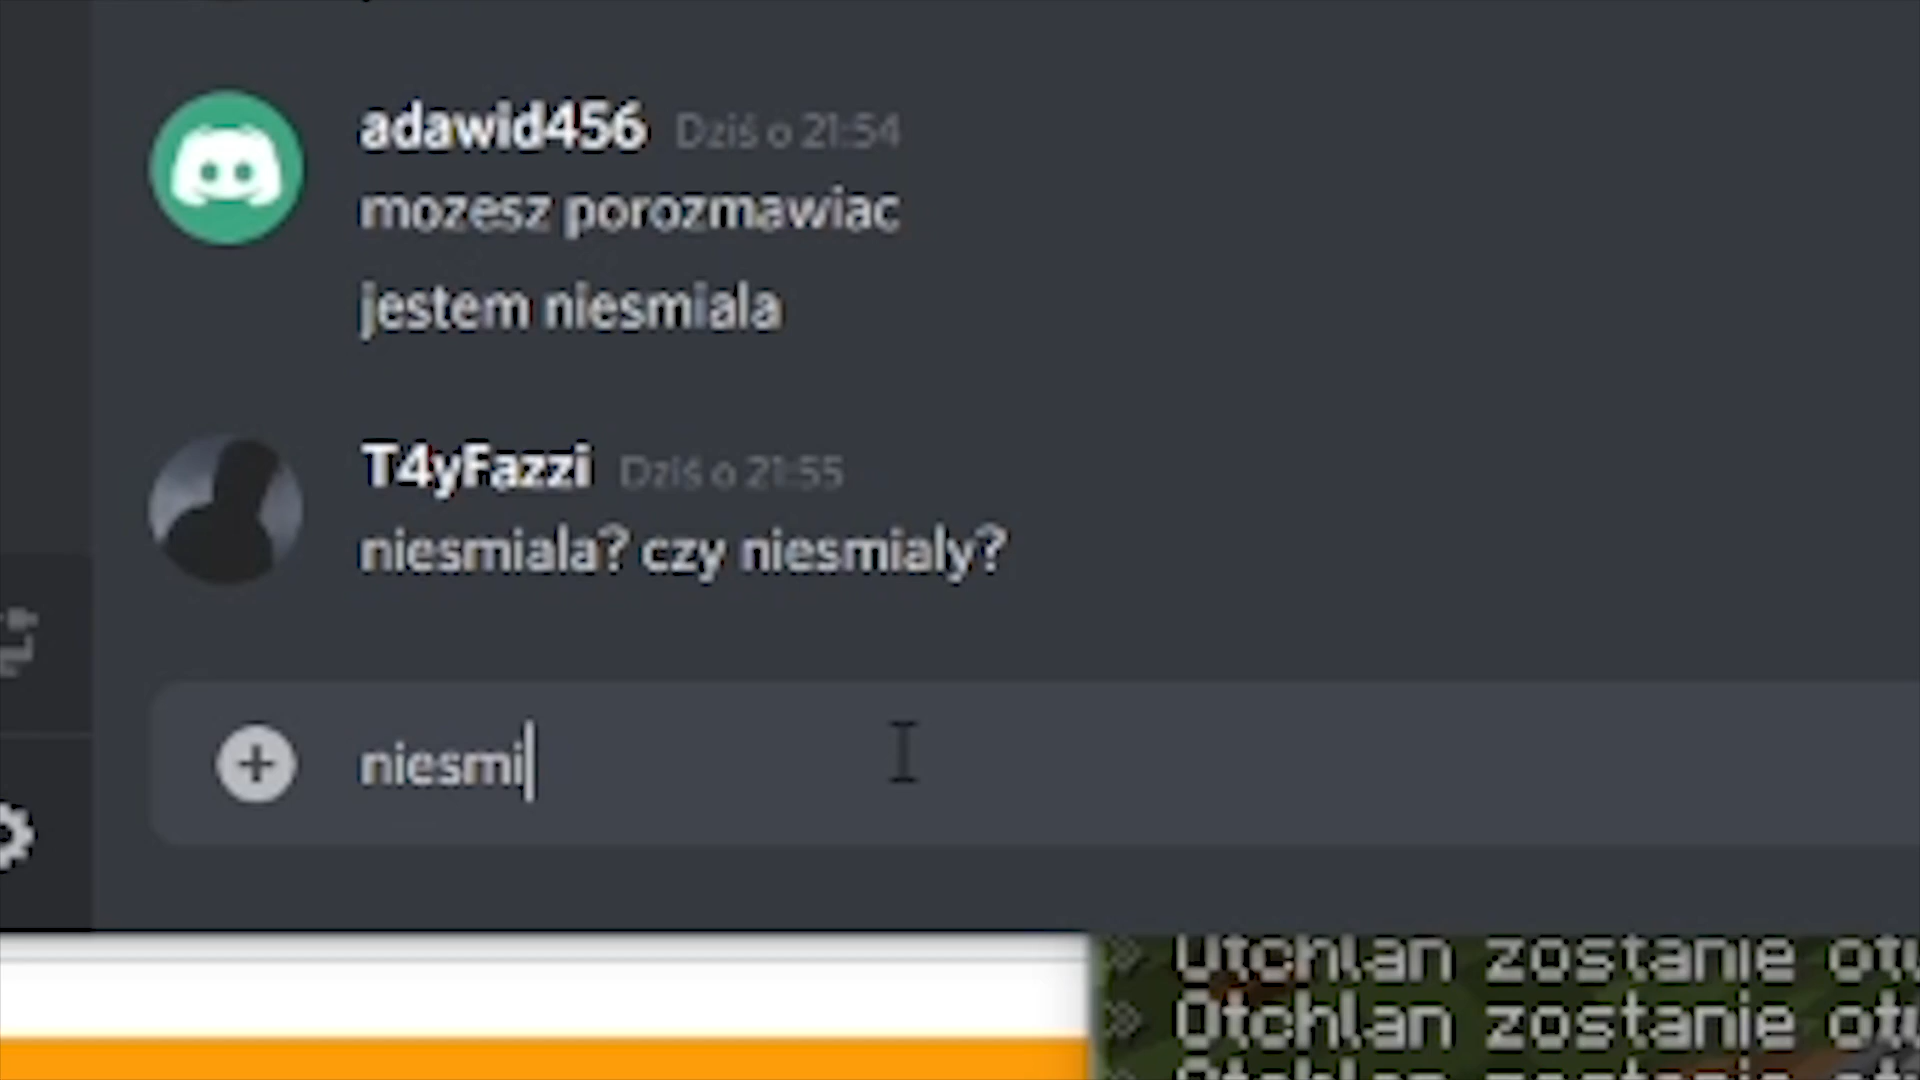 adawid456 Dziś o 21:54
mozesz porozmawiac
jestem niesmiala
T4yFazzi Dziś o 21:55
niesmiala? czy niesmialy?
niesmi
» Otchlan zostanie
» Otchlan zostanie